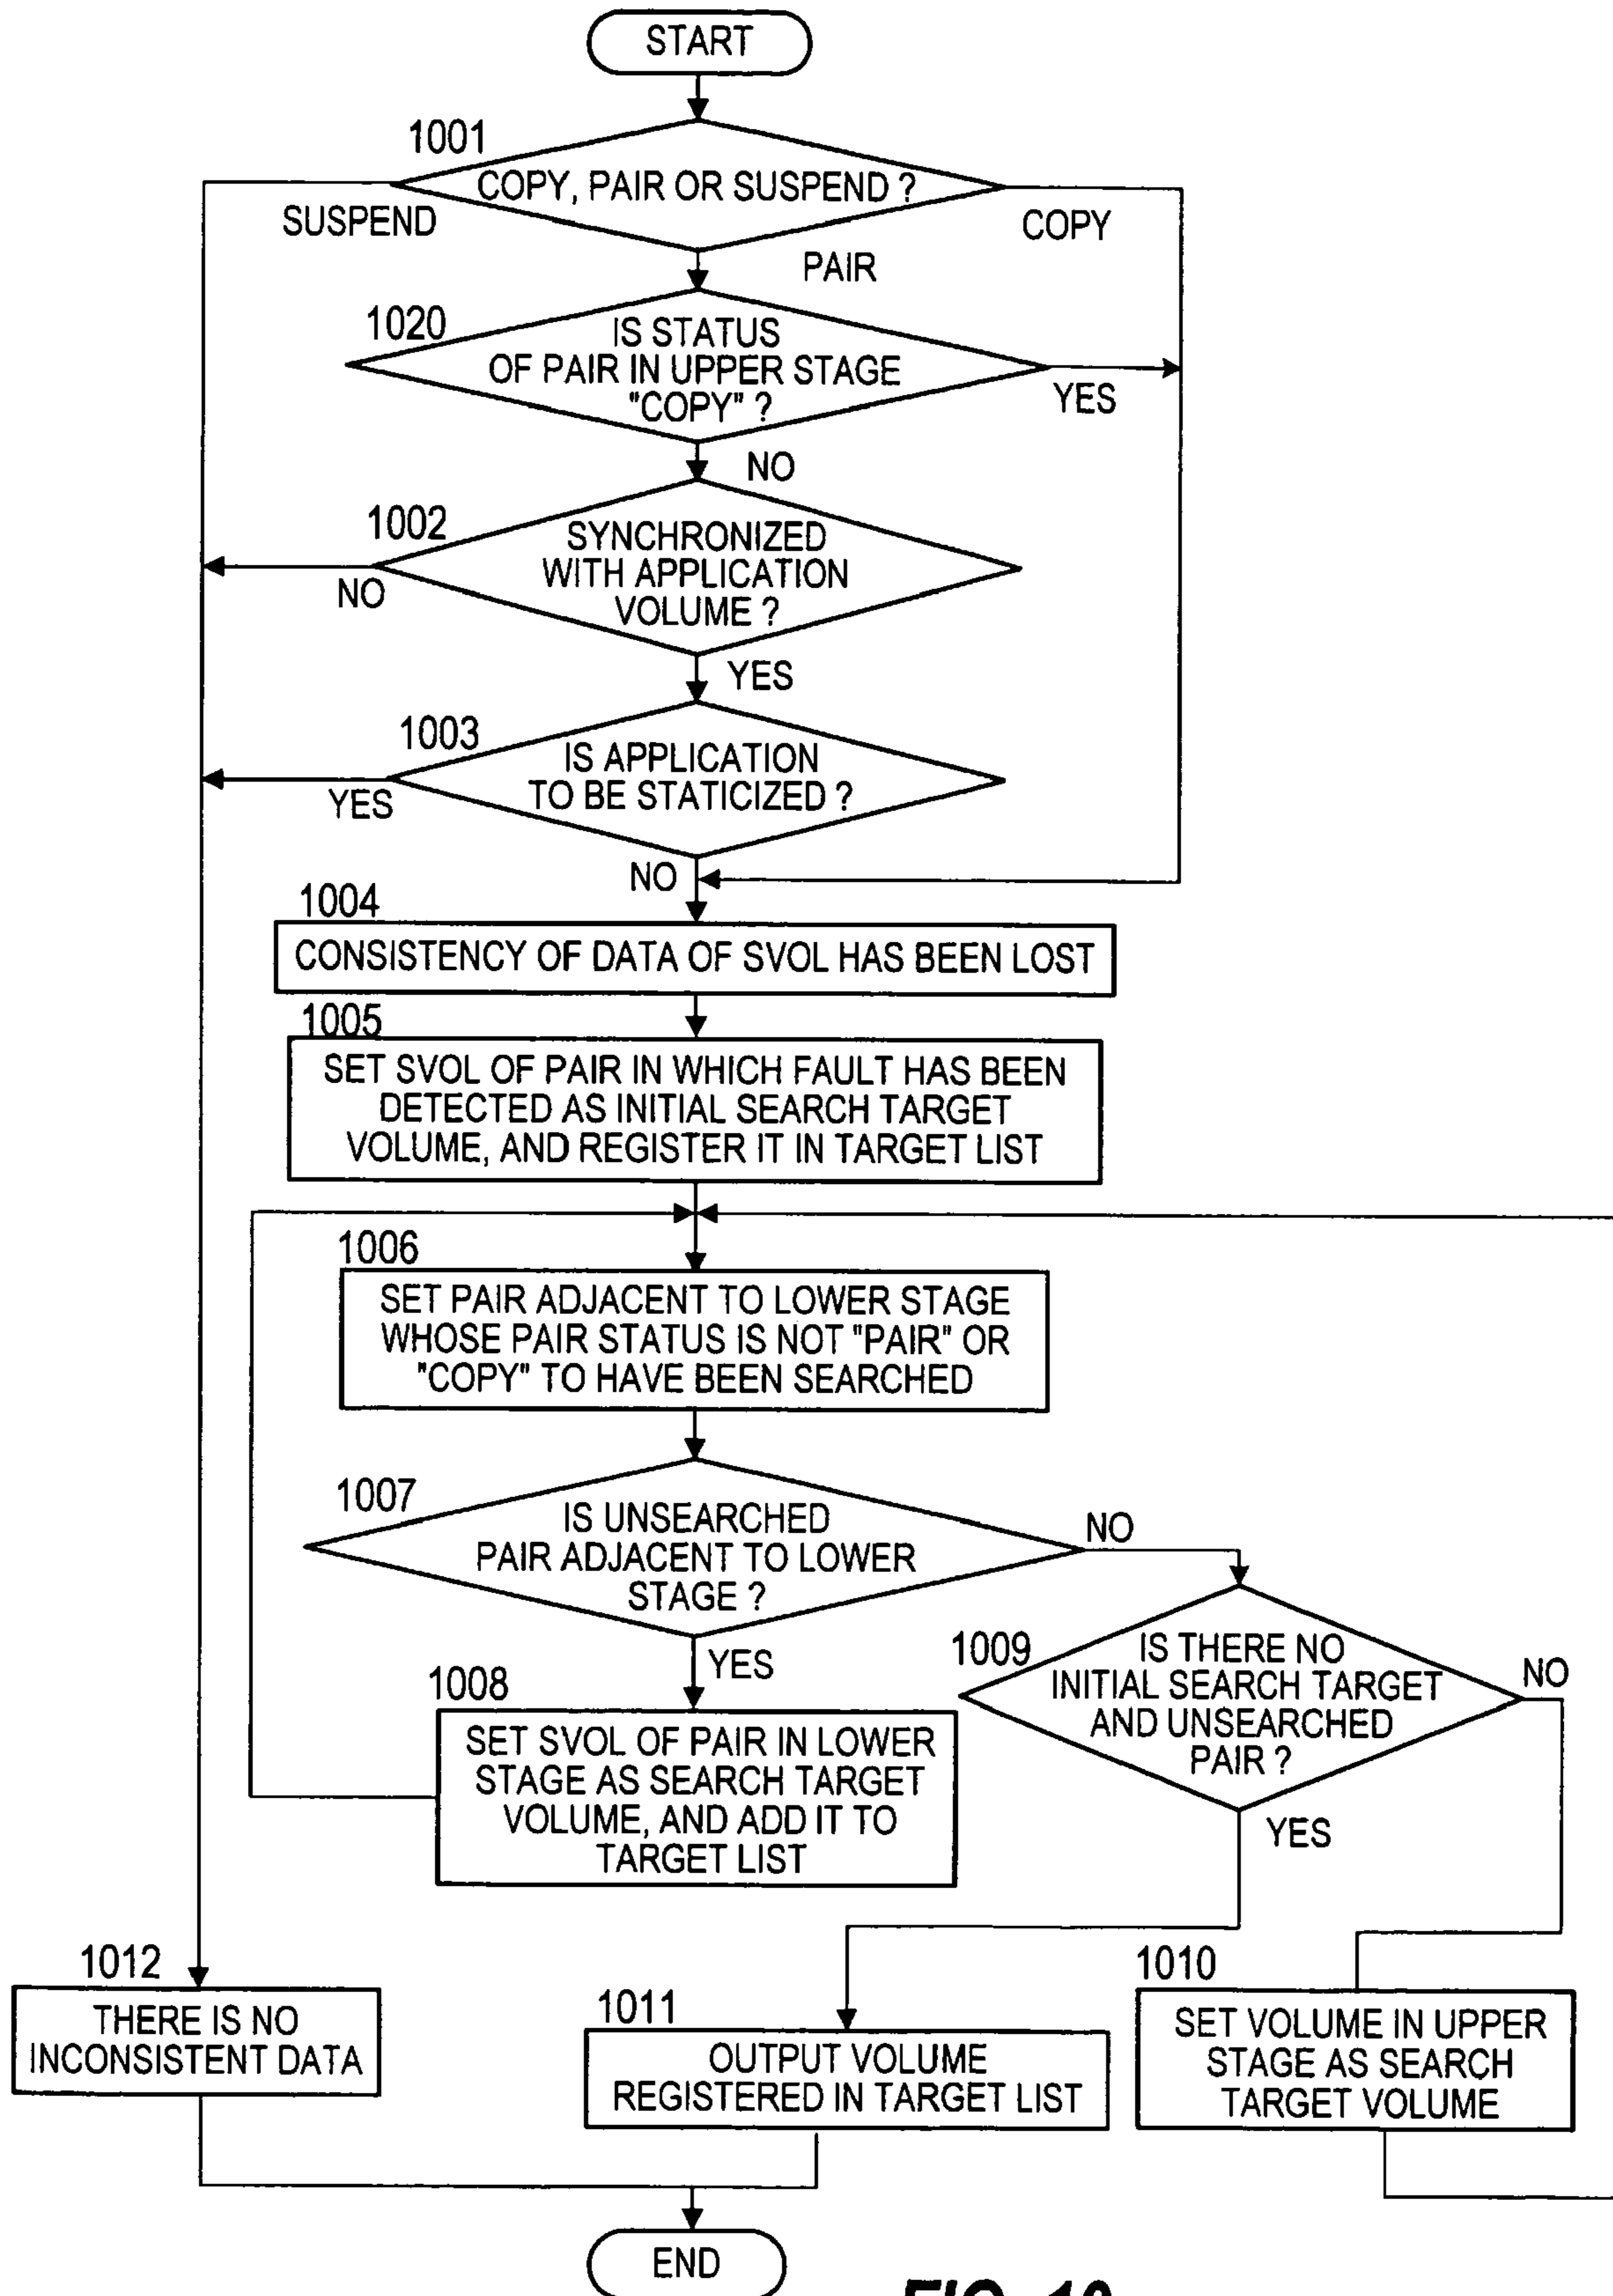 START
1001
COPY, PAIR OR SUSPEND ?
SUSPEND
COPY
PAIR
1020
IS STATUS
OF PAIR IN UPPER STAGE
"COPY" ?
YES
NO
1002
SYNCHRONIZED
WITH APPLICATION
VOLUME ?
NO
YES
1003
IS APPLICATION
TO BE STATICIZED ?
YES
NO
1004
CONSISTENCY OF DATA OF SVOL HAS BEEN LOST
1005
SET SVOL OF PAIR IN WHICH FAULT HAS BEEN
DETECTED AS INITIAL SEARCH TARGET
VOLUME, AND REGISTER IT IN TARGET LIST
1006
SET PAIR ADJACENT TO LOWER STAGE
WHOSE PAIR STATUS IS NOT "PAIR" OR
"COPY" TO HAVE BEEN SEARCHED
1007
IS UNSEARCHED
PAIR ADJACENT TO LOWER
STAGE ?
NO
YES
1008
SET SVOL OF PAIR IN LOWER
STAGE AS SEARCH TARGET
VOLUME, AND ADD IT TO
TARGET LIST
1009
IS THERE NO
INITIAL SEARCH TARGET
AND UNSEARCHED
PAIR ?
NO
YES
1012
THERE IS NO
INCONSISTENT DATA
1011
OUTPUT VOLUME
REGISTERED IN TARGET LIST
1010
SET VOLUME IN UPPER
STAGE AS SEARCH
TARGET VOLUME
END